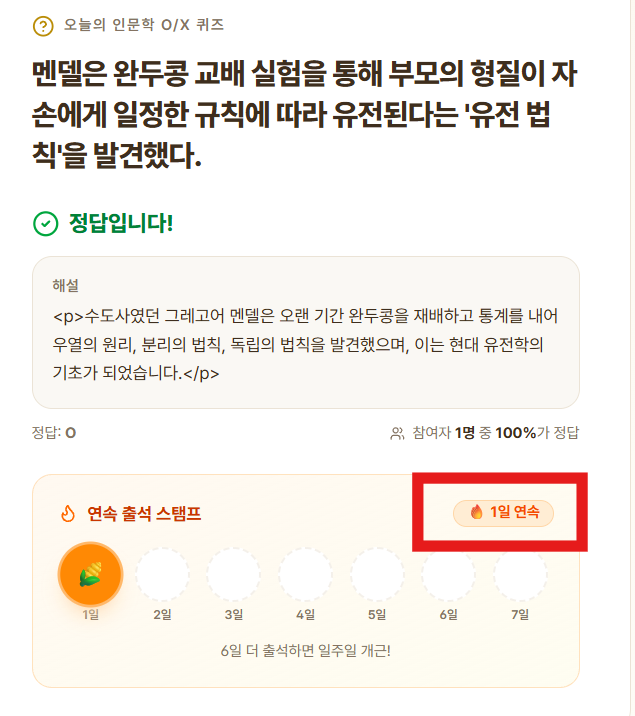 오늘의 인문학 O/X 퀴즈
멘델은 완두콩 교배 실험을 통해 부모의 형질이 자
손에게 일정한 규칙에 따라 유전된다는 '유전 법
칙'을 발견했다.
정답입니다!
해설
<p>수도사였던 그레고어 멘델은 오랜 기간 완두콩을 재배하고 통계를 내어
우열의 원리, 분리의 법칙, 독립의 법칙을 발견했으며, 이는 현대 유전학의
기초가 되었습니다.</p>
정답: O 참여자 1명 중 100%가 정답
연속 출석 스탬프 1일 연속
1일 2일 3일 4일 5일 6일 7일
6일 더 출석하면 일주일 개근!